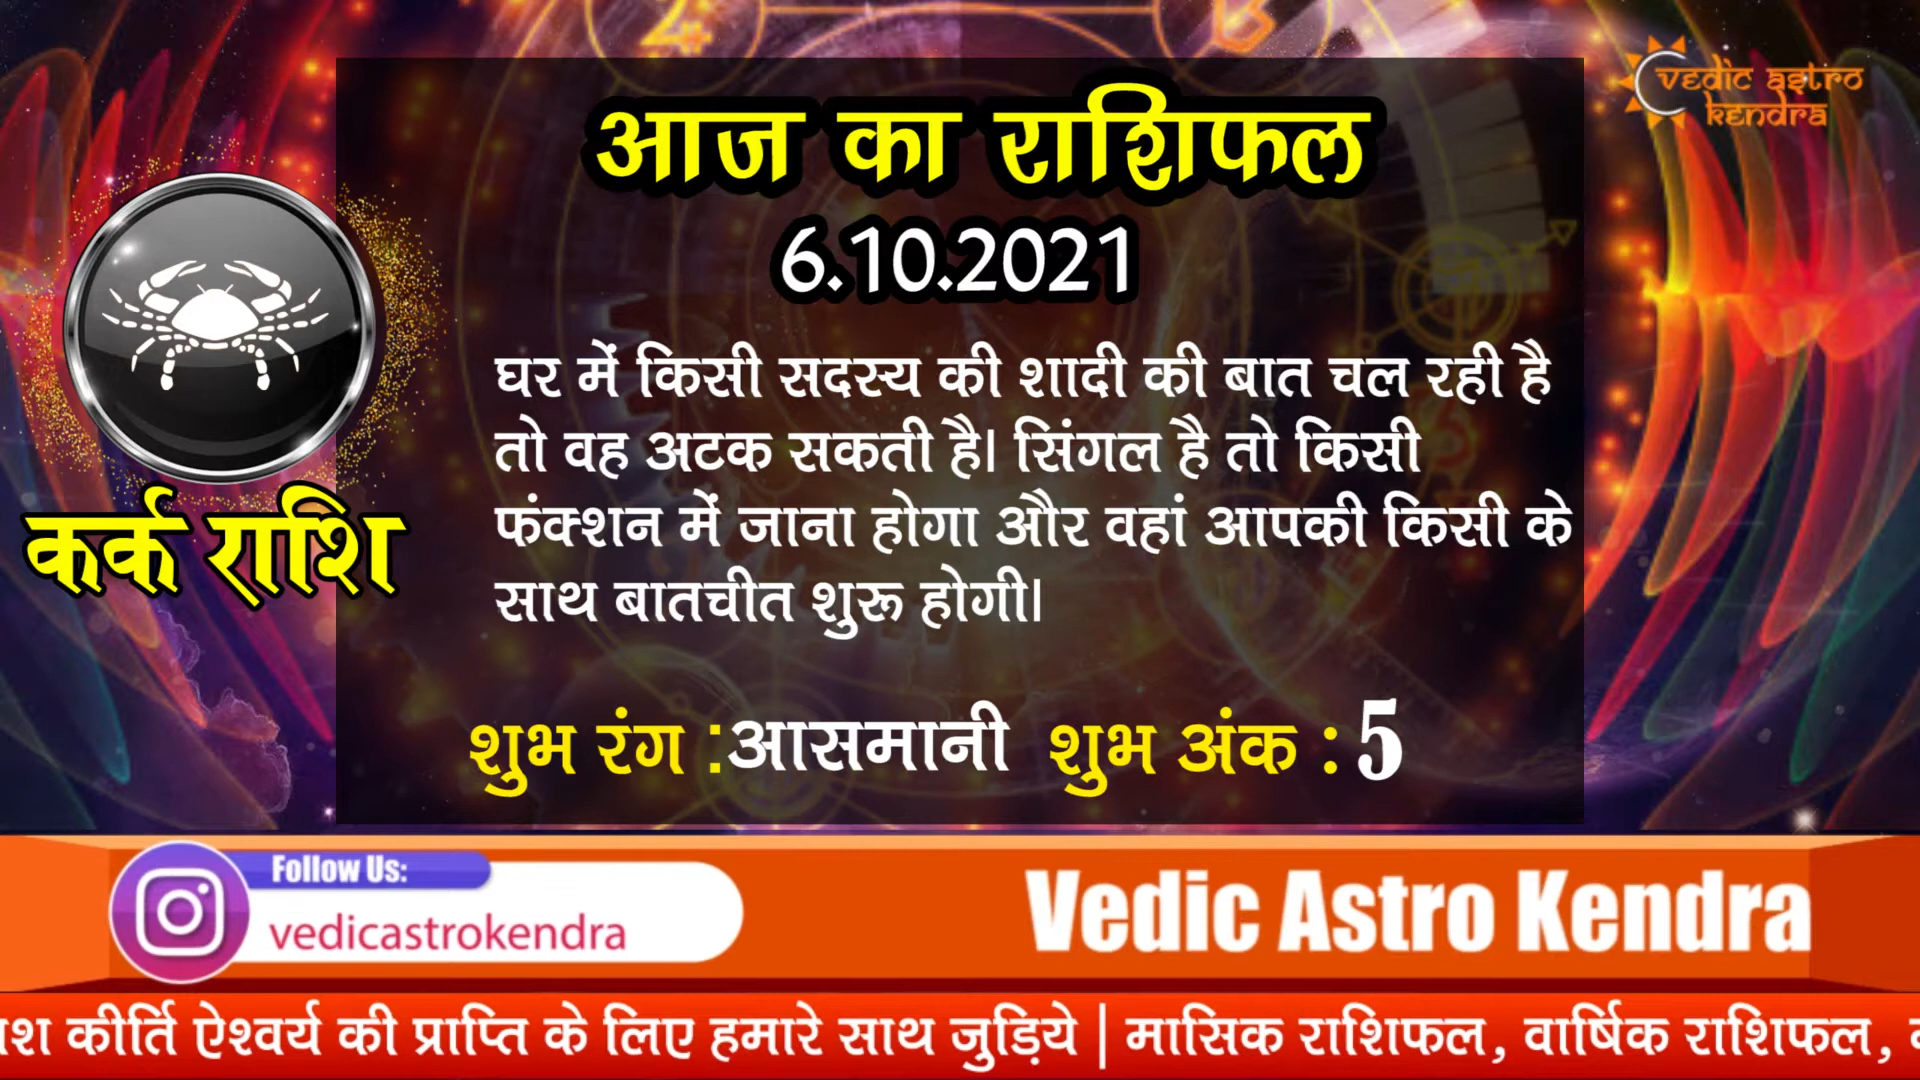 vedic astro
kendra
आज का राशिफल
6.10.2021
घर में किसी सदस्य की शादी की बात चल रही है
तो वह अटक सकती है। सिंगल है तो किसी
फंक्शन में जाना होगा और वहां आपकी किसी के
साथ बातचीत शुरू होगी।
कर्क राशि
शुभ रंग :आसमानी शुभ अंक : 5
Follow Us:
vedicastrokendra
Vedic Astro Kendra
कीर्ति ऐश्वर्य की प्राप्ति के लिए हमारे साथ जुड़िये | मासिक राशिफल, वार्षिक राशिफल,